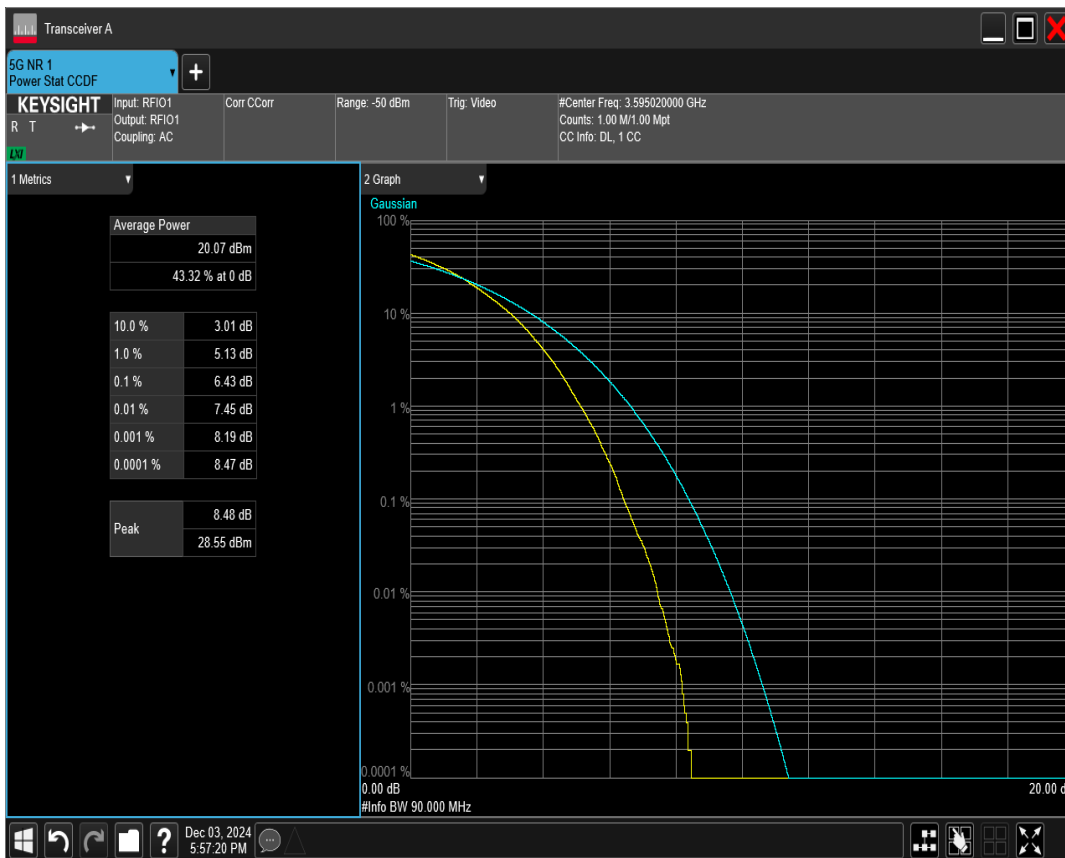 Transceiver A
5G NR 1
Power Stat CCDF
KEYSIGHT
R T
LXI
Input: RFIO1
Output: RFIO1
Coupling: AC
Corr CCorr
Range: -50 dBm
Trig: Video
#Center Freq: 3.595020000 GHz
Counts: 1.00 M/1.00 Mpt
CC Info: DL, 1 CC
1 Metrics
Average Power
20.07 dBm
43.32 % at 0 dB
10.0 % 3.01 dB
1.0 % 5.13 dB
0.1 % 6.43 dB
0.01 % 7.45 dB
0.001 % 8.19 dB
0.0001 % 8.47 dB
Peak
8.48 dB
28.55 dBm
2 Graph
Gaussian
100 %
10 %
1 %
0.1 %
0.01 %
0.001 %
0.0001 %
0.00 dB
20.00 d
#Info BW 90.000 MHz
?
Dec 03, 2024
5:57:20 PM